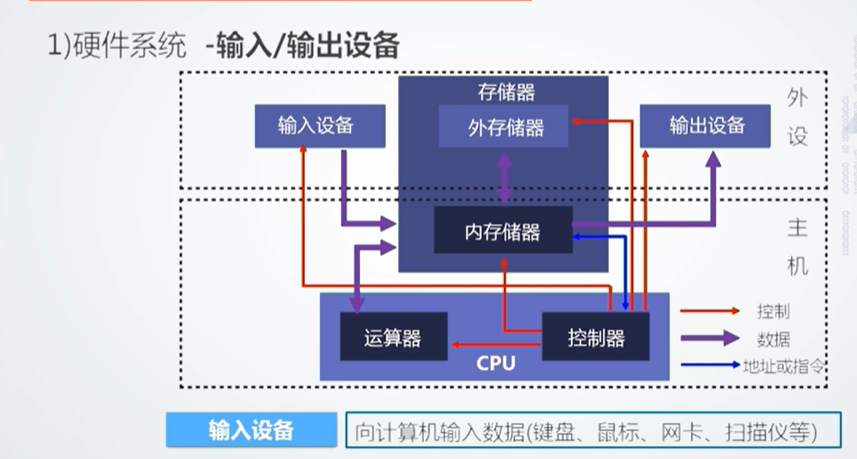 1)硬件系统 -输入/输出设备
存储器
外设
输入设备
外存储器
输出设备
内存储器
主机
运算器
控制器
CPU
控制
数据
地址或指令
输入设备
向计算机输入数据(键盘、鼠标、网卡、扫描仪等)